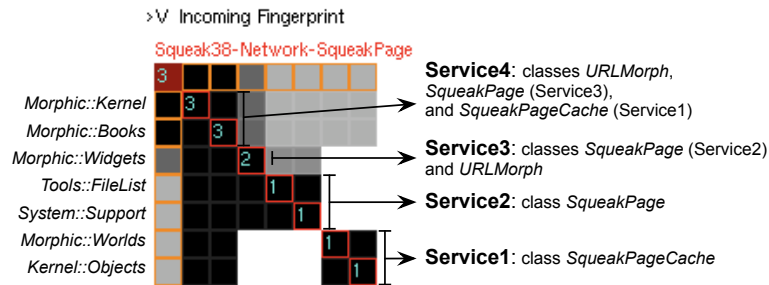 >V Incoming Fingerprint
Squeak38-Network-SqueakPage
3
Morphic::Kernel 3
Morphic::Books 3
Morphic::Widgets 2
Tools::FileList 1
System::Support 1
Morphic::Worlds 1
Kernel::Objects 1
Service4: classes URLMorph,
SqueakPage (Service3),
and SqueakPageCache (Service1)
Service3: classes SqueakPage (Service2)
and URLMorph
Service2: class SqueakPage
Service1: class SqueakPageCache